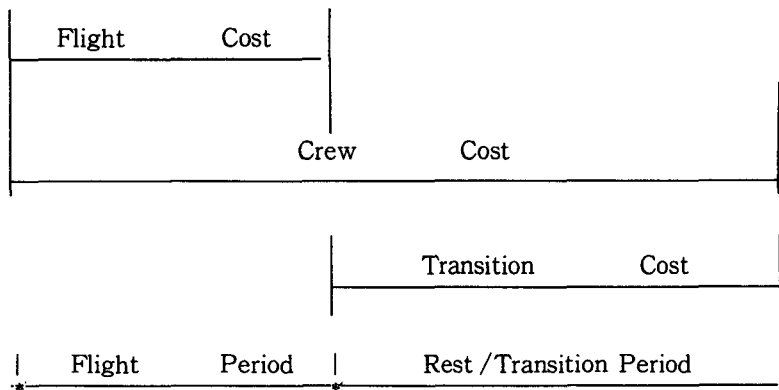 Flight Cost
Crew Cost
Transition Cost
Flight Period Rest / Transition Period